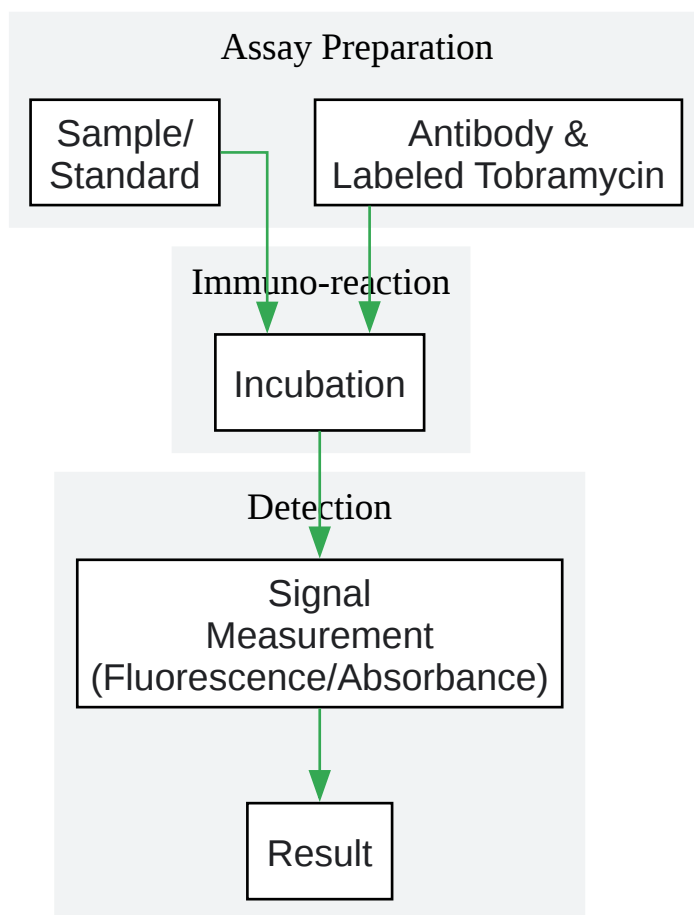 Assay Preparation
Sample/
Standard
Antibody &
Labeled Tobramycin
Immuno-reaction
Incubation
Detection
Signal
Measurement
(Fluorescence/Absorbance)
Result